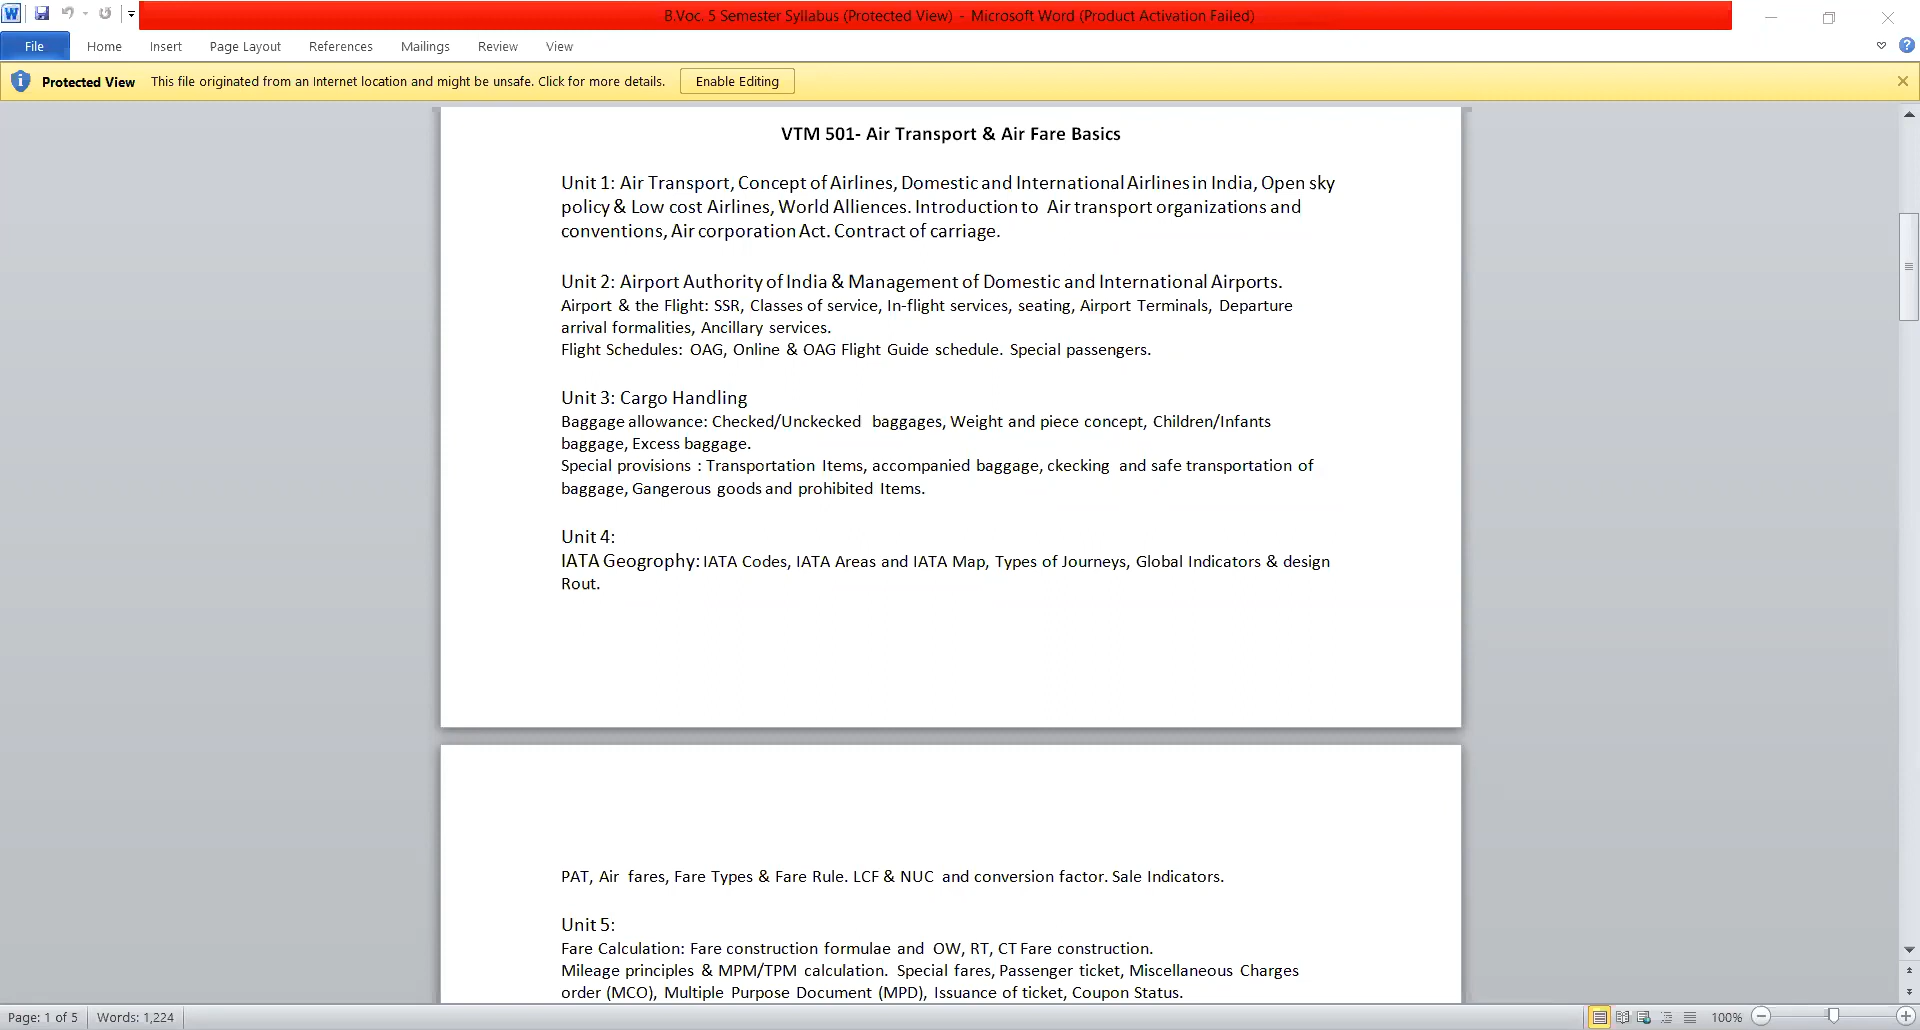 B.Voc. 5 Semester Syllabus (Protected View) - Microsoft Word (Product Activation Failed)
File Home Insert Page Layout References Mailings Review View
Protected View This file originated from an Internet location and might be unsafe. Click for more details. Enable Editing
VTM 501- Air Transport & Air Fare Basics
Unit 1: Air Transport, Concept of Airlines, Domestic and International Airlines in India, Open sky
policy & Low cost Airlines, World Alliences. Introduction to Air transport organizations and
conventions, Air corporation Act. Contract of carriage.
Unit 2: Airport Authority of India & Management of Domestic and International Airports.
Airport & the Flight: SSR, Classes of service, In-flight services, seating, Airport Terminals, Departure
arrival formalities, Ancillary services.
Flight Schedules: OAG, Online & OAG Flight Guide schedule. Special passengers.
Unit 3: Cargo Handling
Baggage allowance: Checked/Unckecked baggages, Weight and piece concept, Children/Infants
baggage, Excess baggage.
Special provisions : Transportation Items, accompanied baggage, ckecking and safe transportation of
baggage, Gangerous goods and prohibited Items.
Unit 4:
IATA Geography: IATA Codes, IATA Areas and IATA Map, Types of Journeys, Global Indicators & design
Rout.
PAT, Air fares, Fare Types & Fare Rule. LCF & NUC and conversion factor. Sale Indicators.
Unit 5:
Fare Calculation: Fare construction formulae and OW, RT, CT Fare construction.
Mileage principles & MPM/TPM calculation. Special fares, Passenger ticket, Miscellaneous Charges
order (MCO), Multiple Purpose Document (MPD), Issuance of ticket, Coupon Status.
Page: 1 of 5 Words: 1,224 100%